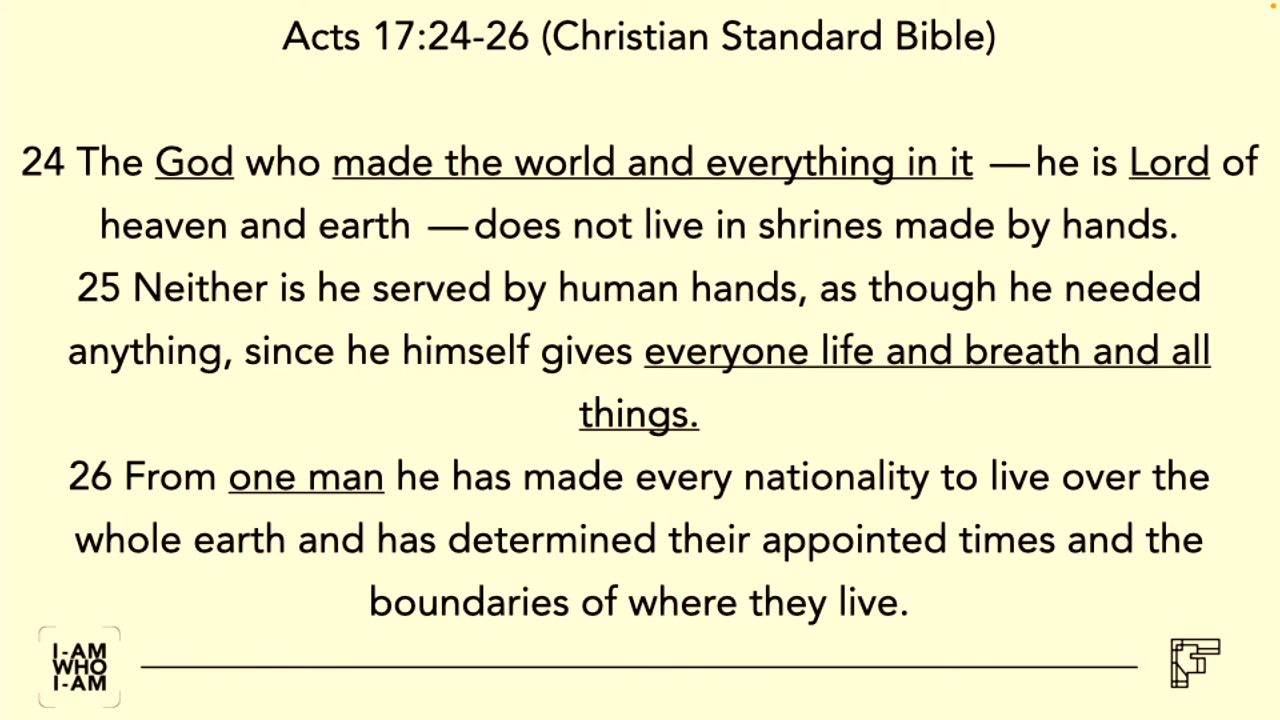 Acts 17:24-26 (Christian Standard Bible)
24 The God who made the world and everything in it —he is Lord of
heaven and earth —does not live in shrines made by hands.
25 Neither is he served by human hands, as though he needed
anything, since he himself gives everyone life and breath and all
things.
26 From one man he has made every nationality to live over the
whole earth and has determined their appointed times and the
boundaries of where they live.
I-AM
WHO
I-AM